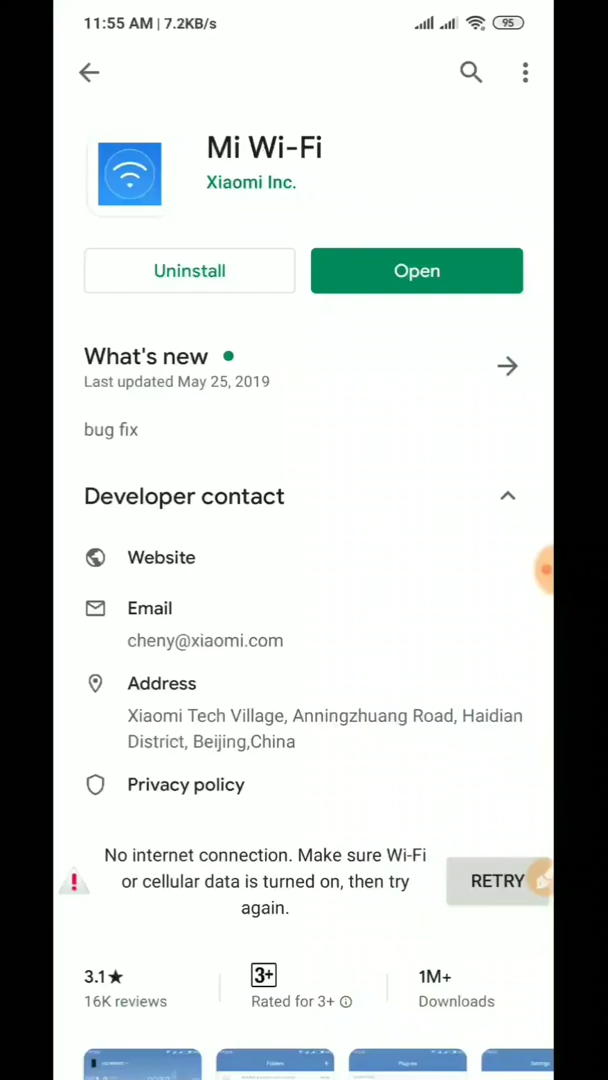 11:55 AM | 7.2KB/s
95
Mi Wi-Fi
Xiaomi Inc.
Uninstall
Open
What's new
Last updated May 25, 2019
bug fix
Developer contact
Website
Email
cheny@xiaomi.com
Address
Xiaomi Tech Village, Anningzhuang Road, Haidian
District, Beijing,China
Privacy policy
No internet connection. Make sure Wi-Fi
or cellular data is turned on, then try
again.
RETRY
3.1★
16K reviews
3+
Rated for 3+
1M+
Downloads
Folders